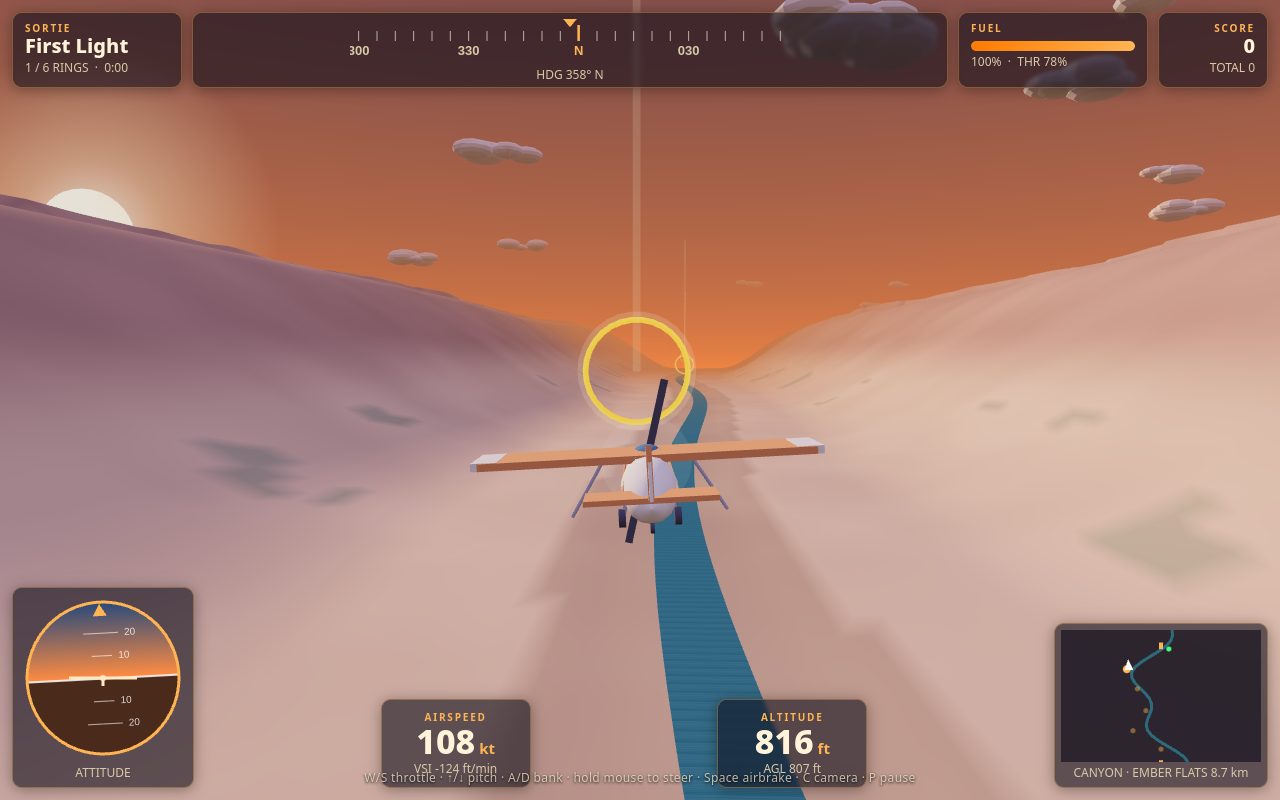 SORTIE
First Light
1 / 6 RINGS · 0:00
300 330 N 030
HDG 358° N
FUEL
100% · THR 78%
SCORE
0
TOTAL 0
20
10
10
20
ATTITUDE
AIRSPEED
108 kt
VSI -124 ft/min
ALTITUDE
816 ft
AGL 807 ft
W/S throttle · ↑/↓ pitch · A/D bank · hold mouse to steer · Space airbrake · C camera · P pause
CANYON · EMBER FLATS 8.7 km